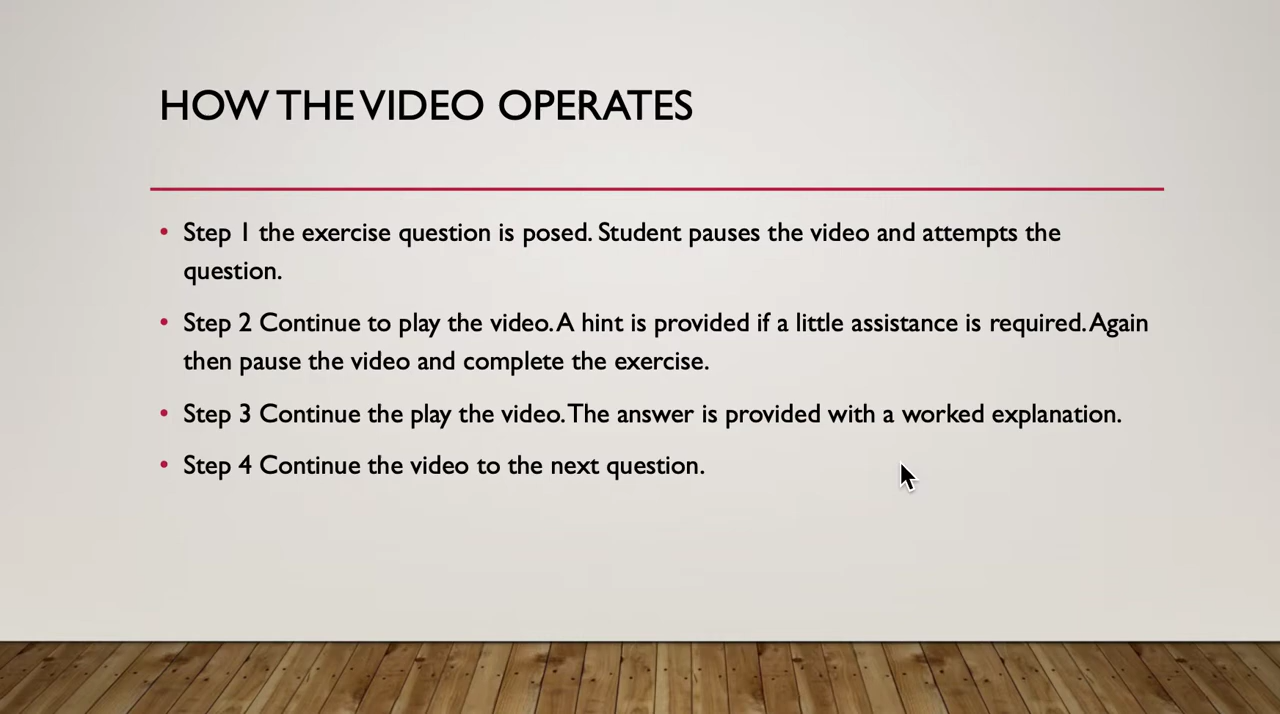 HOW THE VIDEO OPERATES
• Step 1 the exercise question is posed. Student pauses the video and attempts the
question.
• Step 2 Continue to play the video. A hint is provided if a little assistance is required. Again
then pause the video and complete the exercise.
• Step 3 Continue the play the video. The answer is provided with a worked explanation.
• Step 4 Continue the video to the next question.